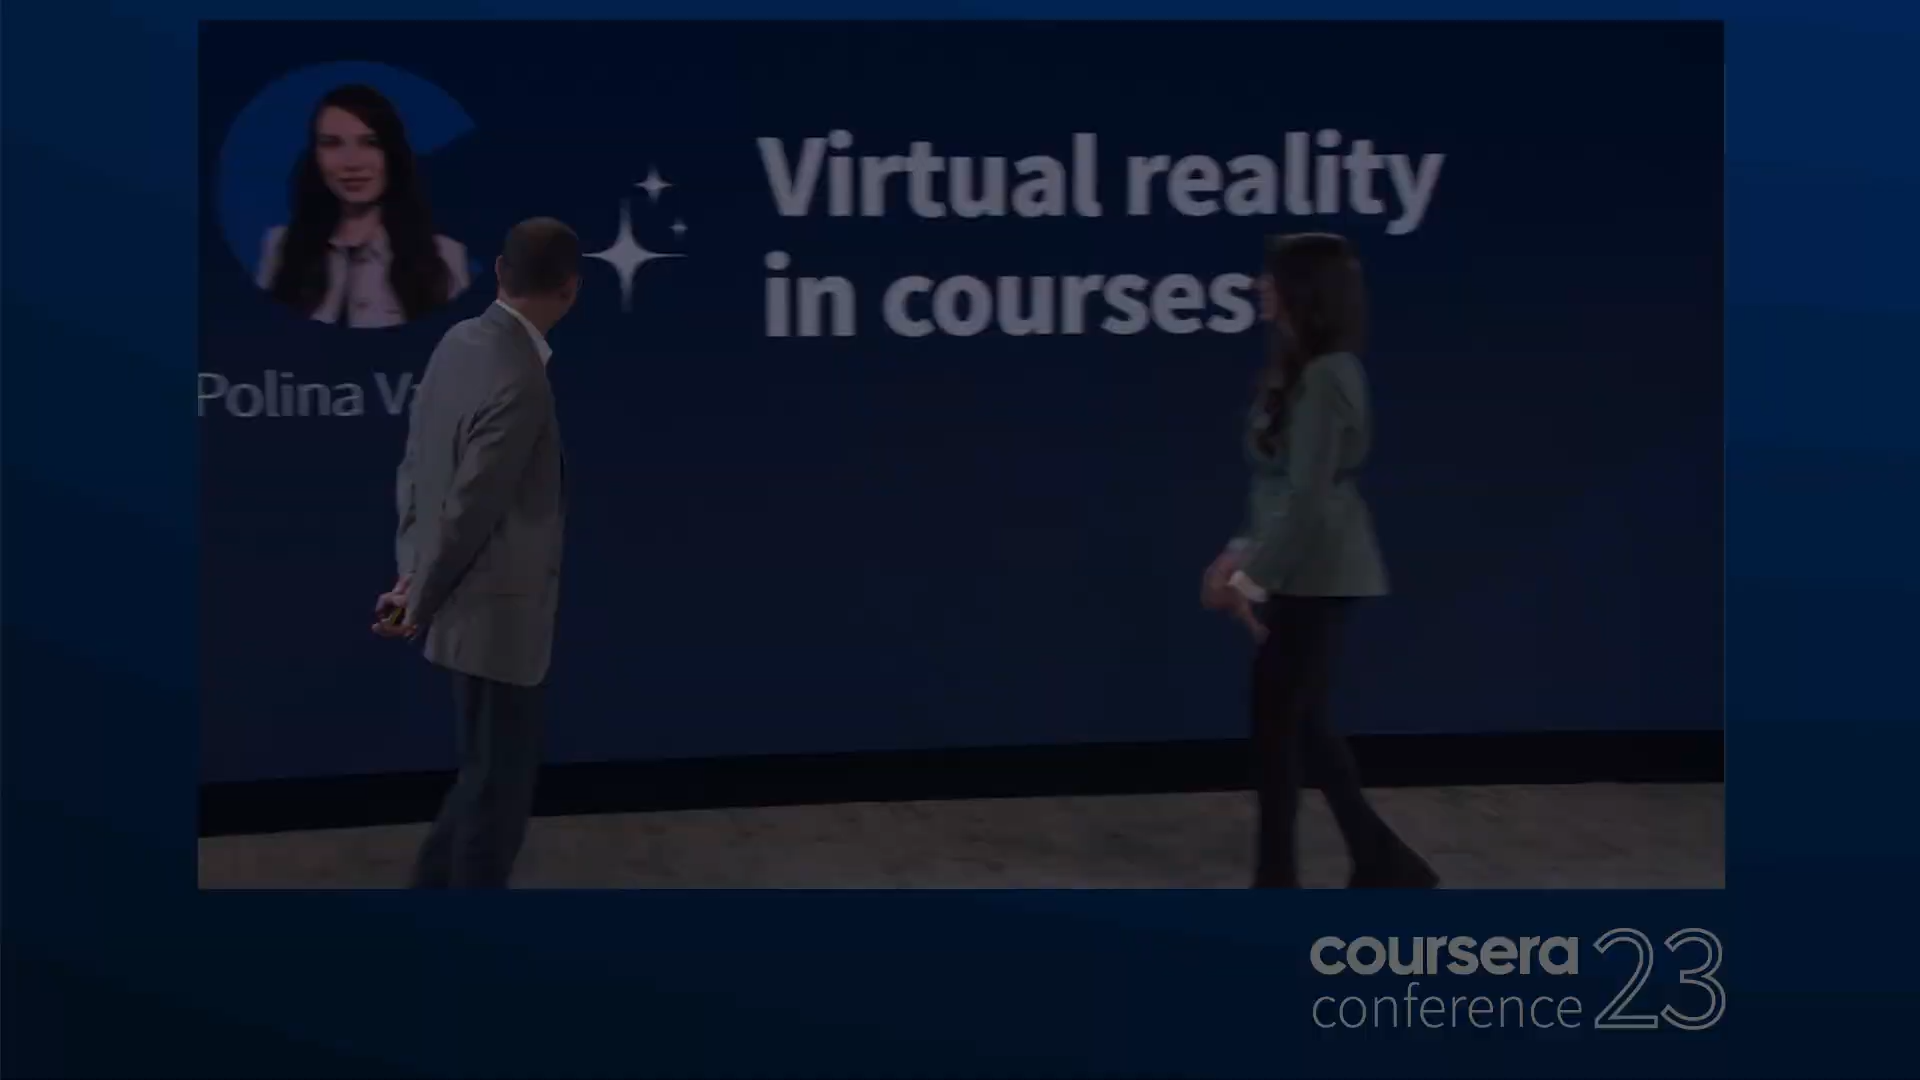 Virtual reality
in courses
Polina
coursera
conference
23